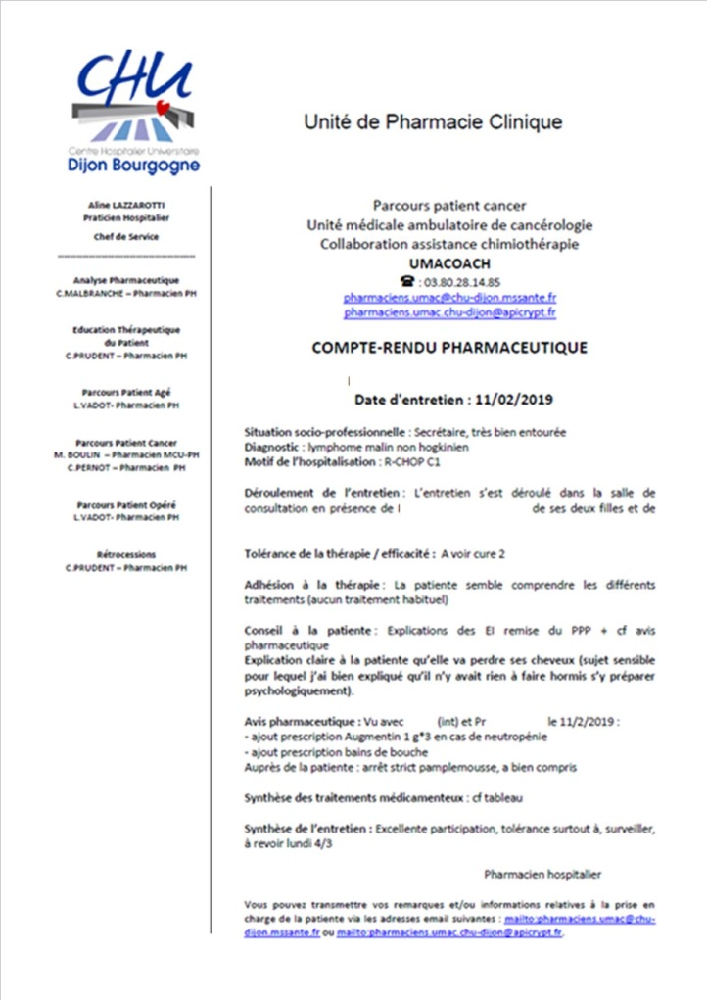 CHU
Centre Hospitalier Universitaire
Dijon Bourgogne
Unité de Pharmacie Clinique
Aline LAZZAROTTI
Praticien Hospitalier
Chef de Service
Analyse Pharmaceutique
C.MALBRANCHE – Pharmacien PH
Education Thérapeutique
du Patient
C.PRUDENT – Pharmacien PH
Parcours Patient Agé
L.VADOT- Pharmacien PH
Parcours Patient Cancer
M. BOULIN – Pharmacien MCU-PH
C.PERNOT – Pharmacien PH
Parcours Patient Opéré
L.VADOT- Pharmacien PH
Rétrocessions
C.PRUDENT – Pharmacien PH
Parcours patient cancer
Unité médicale ambulatoire de cancérologie
Collaboration assistance chimiothérapie
UMACOACH
☎ : 03.80.28.14.85
pharmaciens.umac@chu-dijon.mssante.fr
pharmaciens.umac.chu-dijon@apicrypt.fr
COMPTE-RENDU PHARMACEUTIQUE
Date d'entretien : 11/02/2019
Situation socio-professionnelle : Secrétaire, très bien entourée
Diagnostic : lymphome malin non hogkinien
Motif de l'hospitalisation : R-CHOP C1
Déroulement de l'entretien : L'entretien s'est déroulé dans la salle de
consultation en présence de de ses deux filles et de
Tolérance de la thérapie / efficacité : A voir cure 2
Adhésion à la thérapie : La patiente semble comprendre les différents
traitements (aucun traitement habituel)
Conseil à la patiente : Explications des EI remise du PPP + cf avis
pharmaceutique
Explication claire à la patiente qu'elle va perdre ses cheveux (sujet sensible
pour lequel j'ai bien expliqué qu'il n'y avait rien à faire hormis s'y préparer
psychologiquement).
Avis pharmaceutique : Vu avec (int) et Pr le 11/2/2019 :
- ajout prescription Augmentin 1 g*3 en cas de neutropénie
- ajout prescription bains de bouche
Auprès de la patiente : arrêt strict pamplemousse, a bien compris
Synthèse des traitements médicamenteux : cf tableau
Synthèse de l'entretien : Excellente participation, tolérance surtout à, surveiller,
à revoir lundi 4/3
Pharmacien hospitalier
Vous pouvez transmettre vos remarques et/ou informations relatives à la prise en
charge de la patiente via les adresses email suivantes : mailto:pharmaciens.umac@chu-
dijon.mssante.fr ou mailto:pharmaciens.umac.chu-dijon@apicrypt.fr.